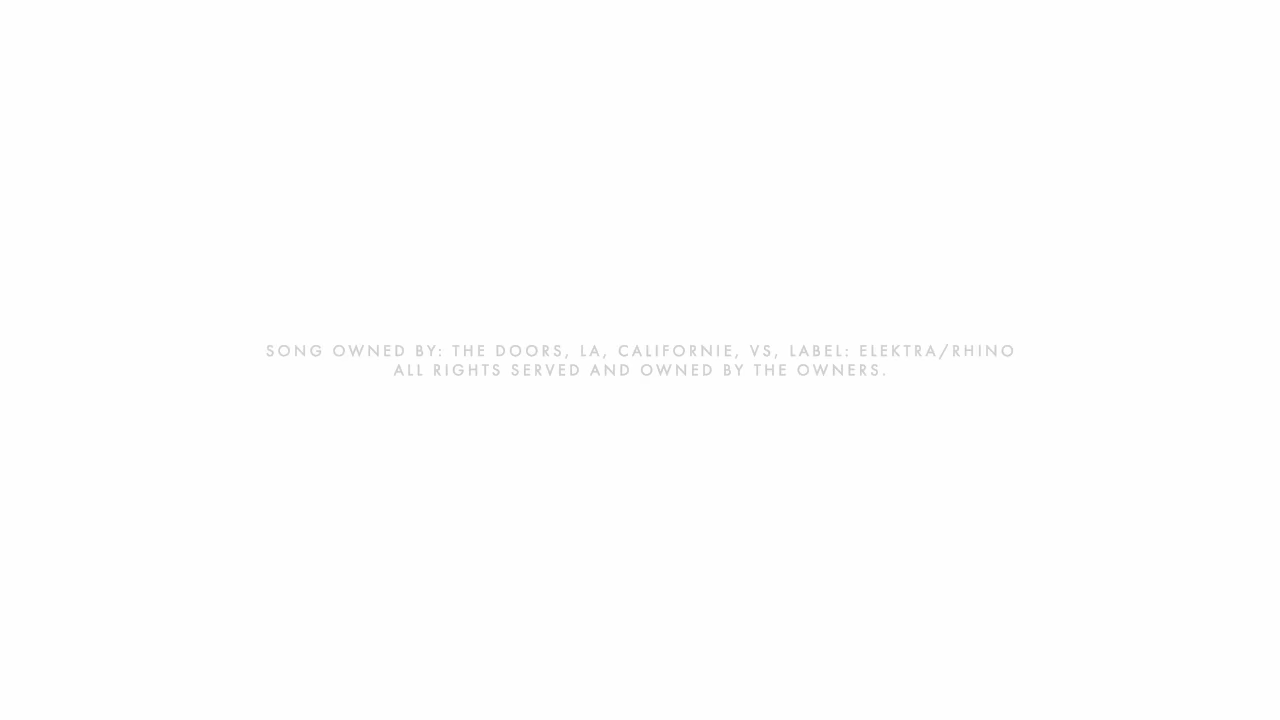 SONG OWNED BY: THE DOORS, LA, CALIFORNIE, VS, LABEL: ELEKTRA/RHINO
ALL RIGHTS SERVED AND OWNED BY THE OWNERS.